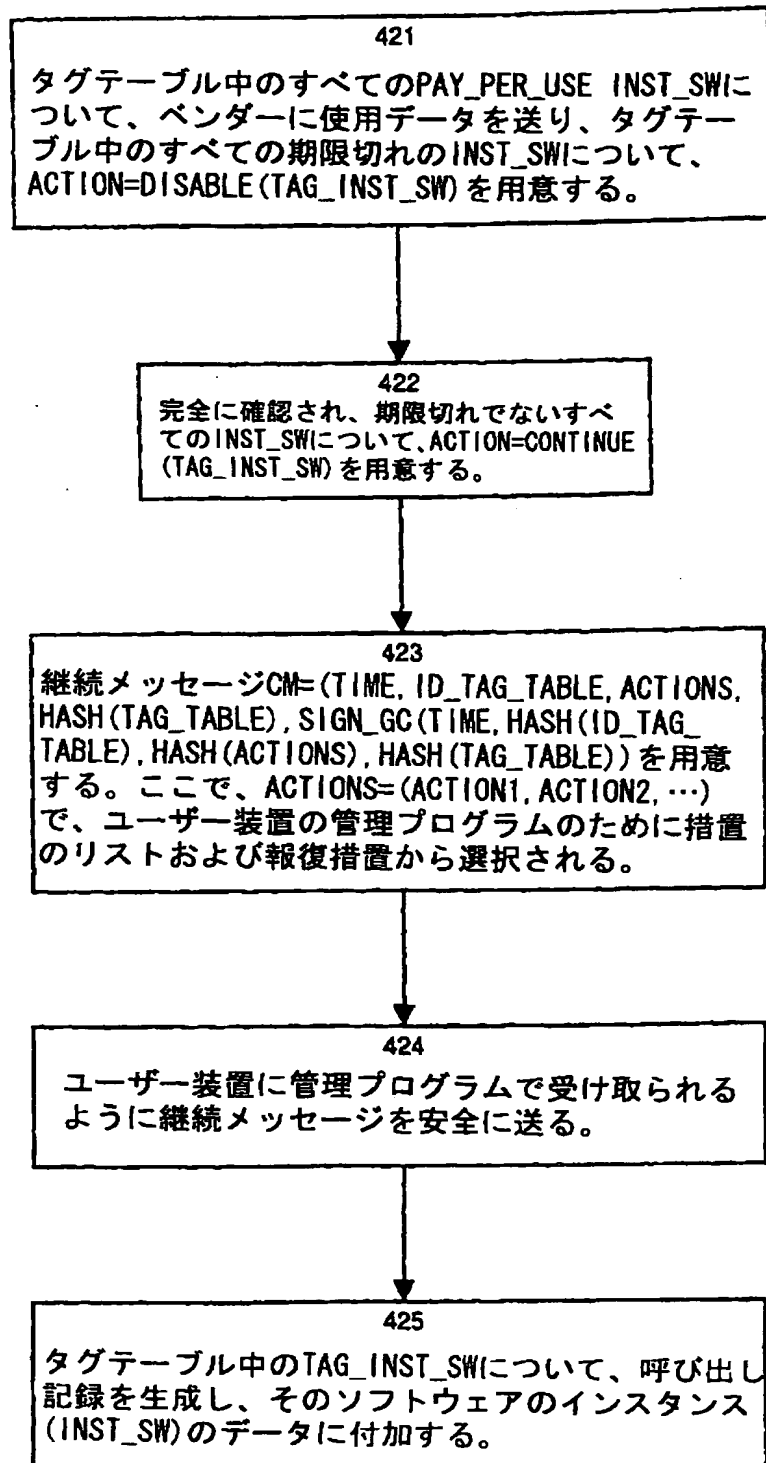 421
タグテーブル中のすべてのPAY_PER_USE INST_SWに
ついて、ベンダーに使用データを送り、タグテー
ブル中のすべての期限切れのINST_SWについて、
ACTION=DISABLE(TAG_INST_SW)を用意する。
422
完全に確認され、期限切れでないすべ
てのINST_SWについて、ACTION=CONTINUE
(TAG_INST_SW)を用意する。
423
継続メッセージCM=(TIME, ID_TAG_TABLE, ACTIONS,
HASH(TAG_TABLE), SIGN_GC(TIME, HASH(ID_TAG_
TABLE), HASH(ACTIONS), HASH(TAG_TABLE))を用意
する。ここで、ACTIONS=(ACTION1, ACTION2, …)
で、ユーザー装置の管理プログラムのために措置
のリストおよび報復措置から選択される。
424
ユーザー装置に管理プログラムで受け取られる
ように継続メッセージを安全に送る。
425
タグテーブル中のTAG_INST_SWについて、呼び出し
記録を生成し、そのソフトウェアのインスタンス
(INST_SW)のデータに付加する。